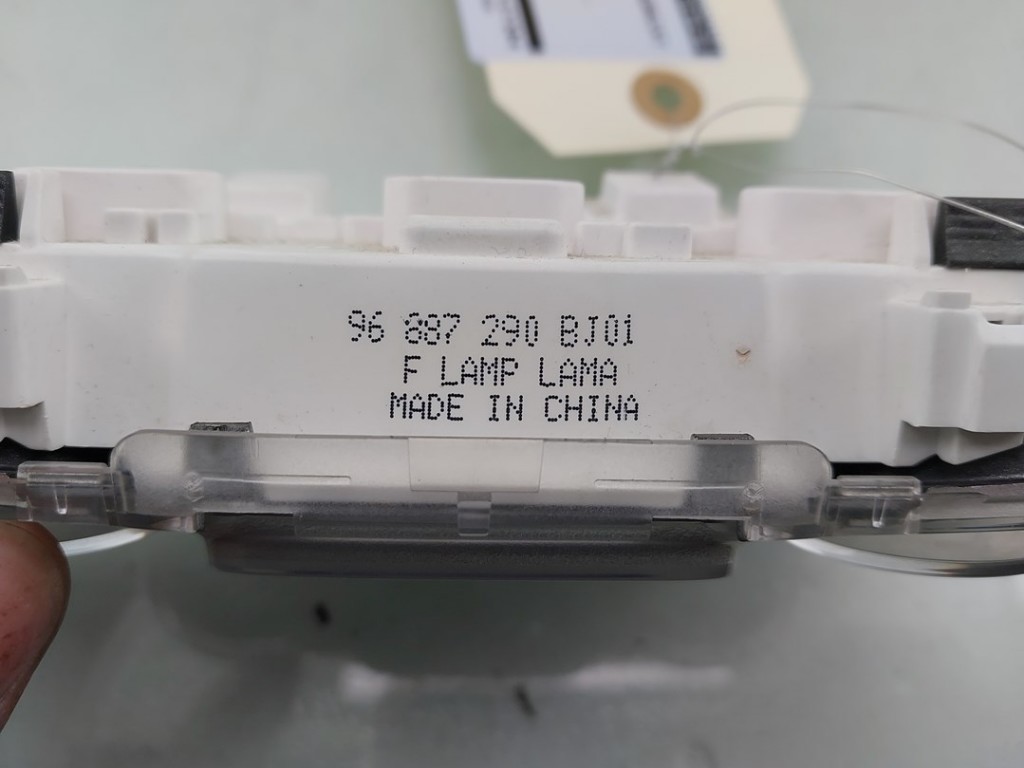 96 887 290 BJ01
F LAMP LAMA
MADE IN CHINA